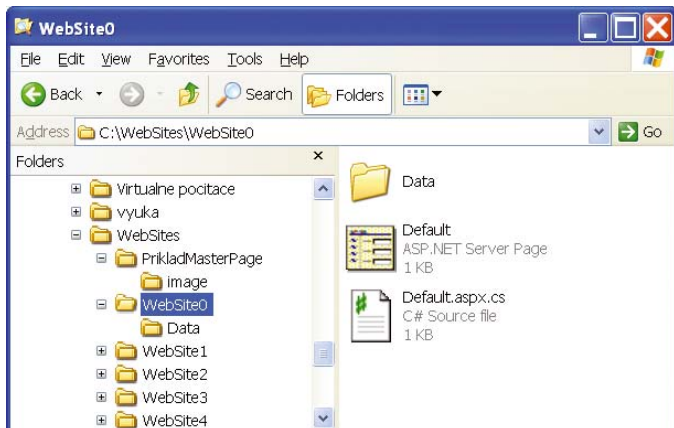 WebSite0
File Edit View Favorites Tools Help
Back Search Folders
Address C:\WebSites\WebSite0 Go
Folders x
Virtualne pocitace
vyuka
WebSites
PrikladMasterPage
image
WebSite0
Data
WebSite1
WebSite2
WebSite3
WebSite4
Data
Default
ASP.NET Server Page
1 KB
Default.aspx.cs
C# Source file
1 KB